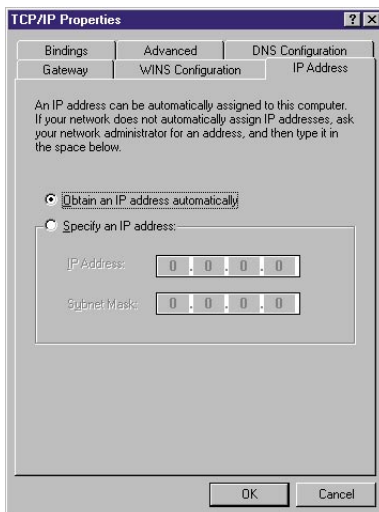 TCP/IP Properties
Bindings Advanced DNS Configuration
Gateway WINS Configuration IP Address
An IP address can be automatically assigned to this computer.
If your network does not automatically assign IP addresses, ask
your network administrator for an address, and then type it in
the space below.
Obtain an IP address automatically
Specify an IP address:
IP Address: 0 . 0 . 0 . 0
Subnet Mask: 0 . 0 . 0 . 0
OK Cancel